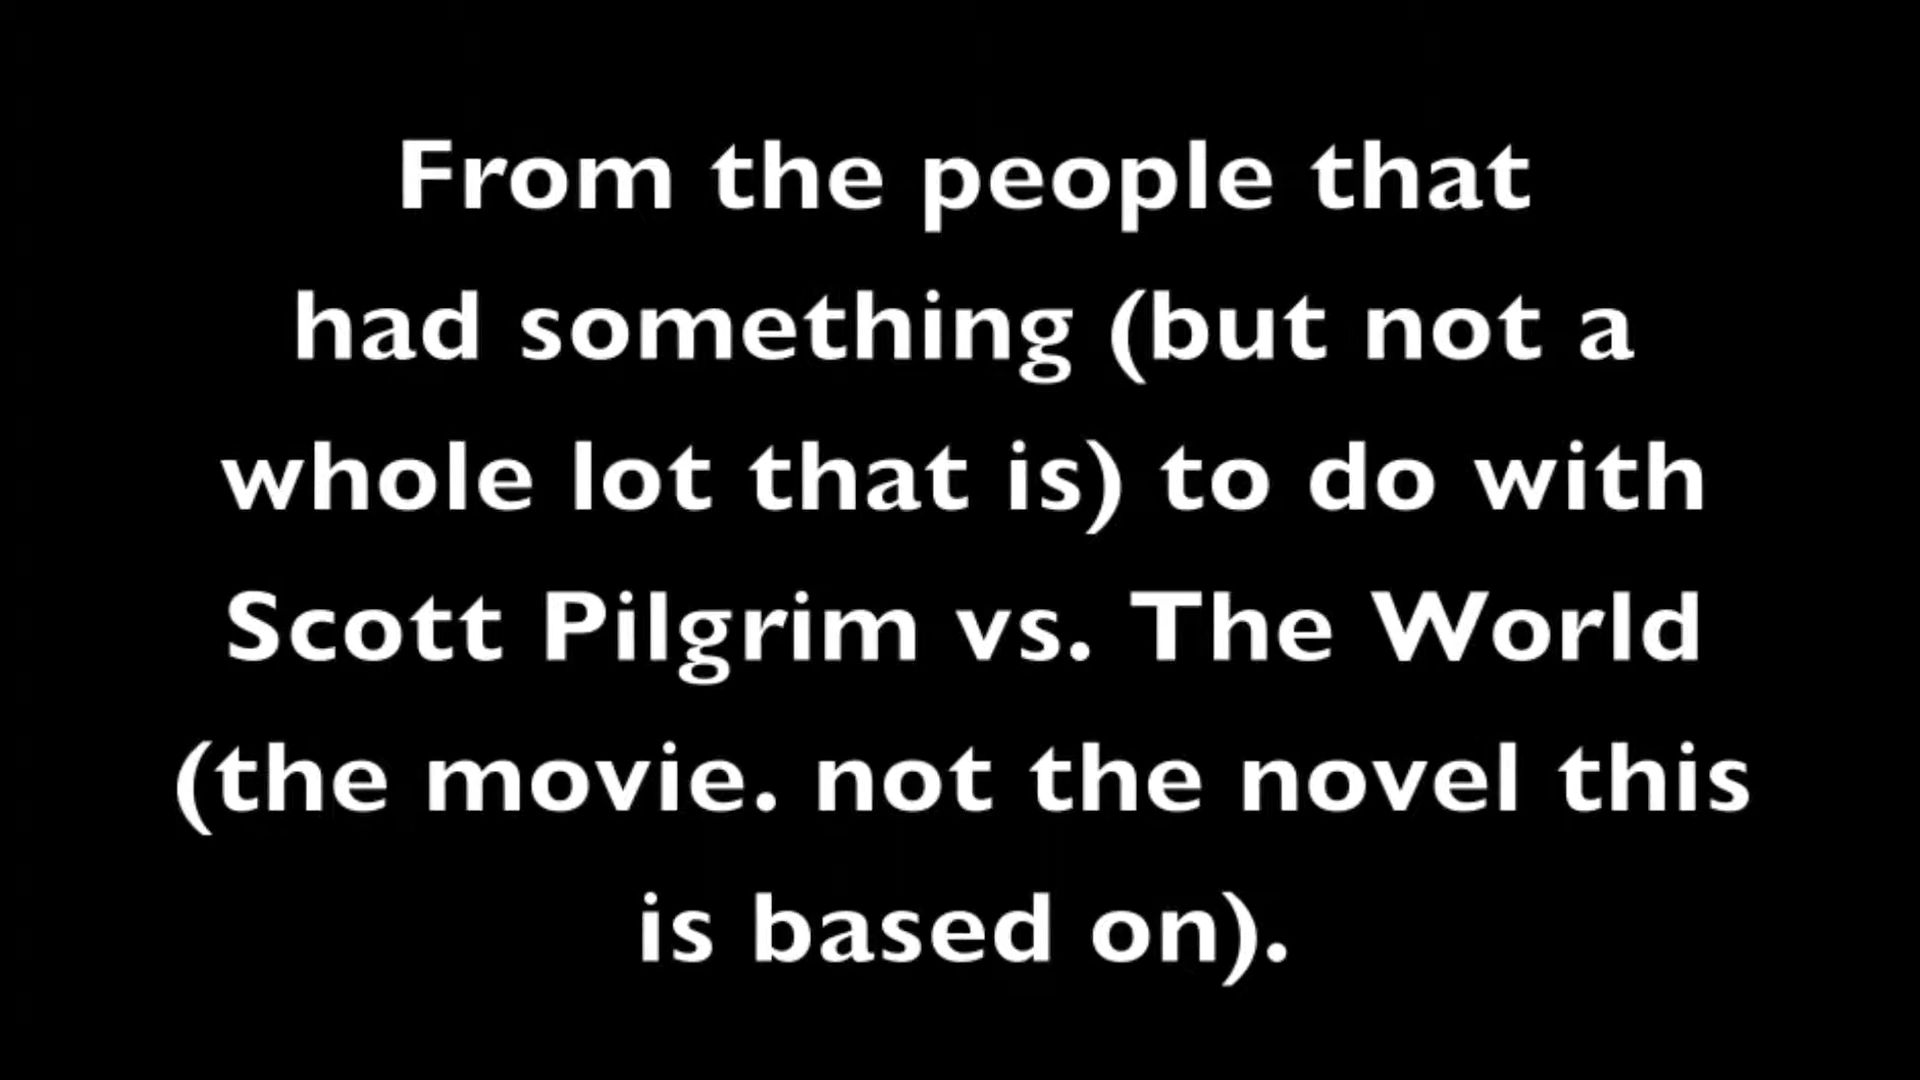 From the people that
had something (but not a
whole lot that is) to do with
Scott Pilgrim vs. The World
(the movie. not the novel this
is based on).